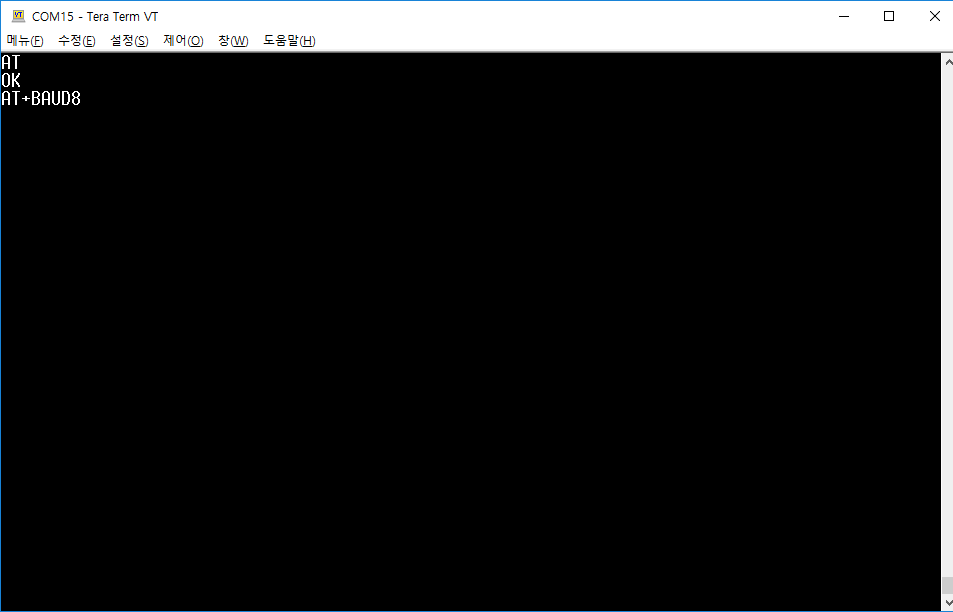 COM15 - Tera Term VT
메뉴(F) 수정(E) 설정(S) 제어(O) 창(W) 도움말(H)
AT
OK
AT+BAUD8